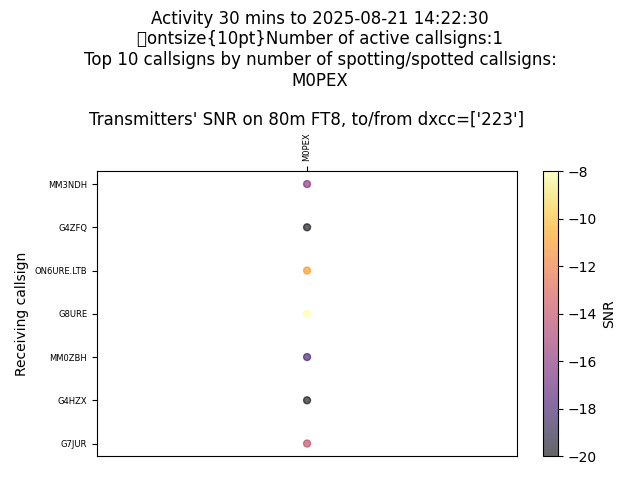 Activity 30 mins to 2025-08-21 14:22:30
▯ontsize{10pt}Number of active callsigns:1
Top 10 callsigns by number of spotting/spotted callsigns:
M0PEX
Transmitters' SNR on 80m FT8, to/from dxcc=['223']
M0PEX
MM3NDH
G4ZFQ
ON6URE.LTB
G8URE
MM0ZBH
G4HZX
G7JUR
Receiving callsign
−8
−10
−12
−14
−16
−18
−20
SNR